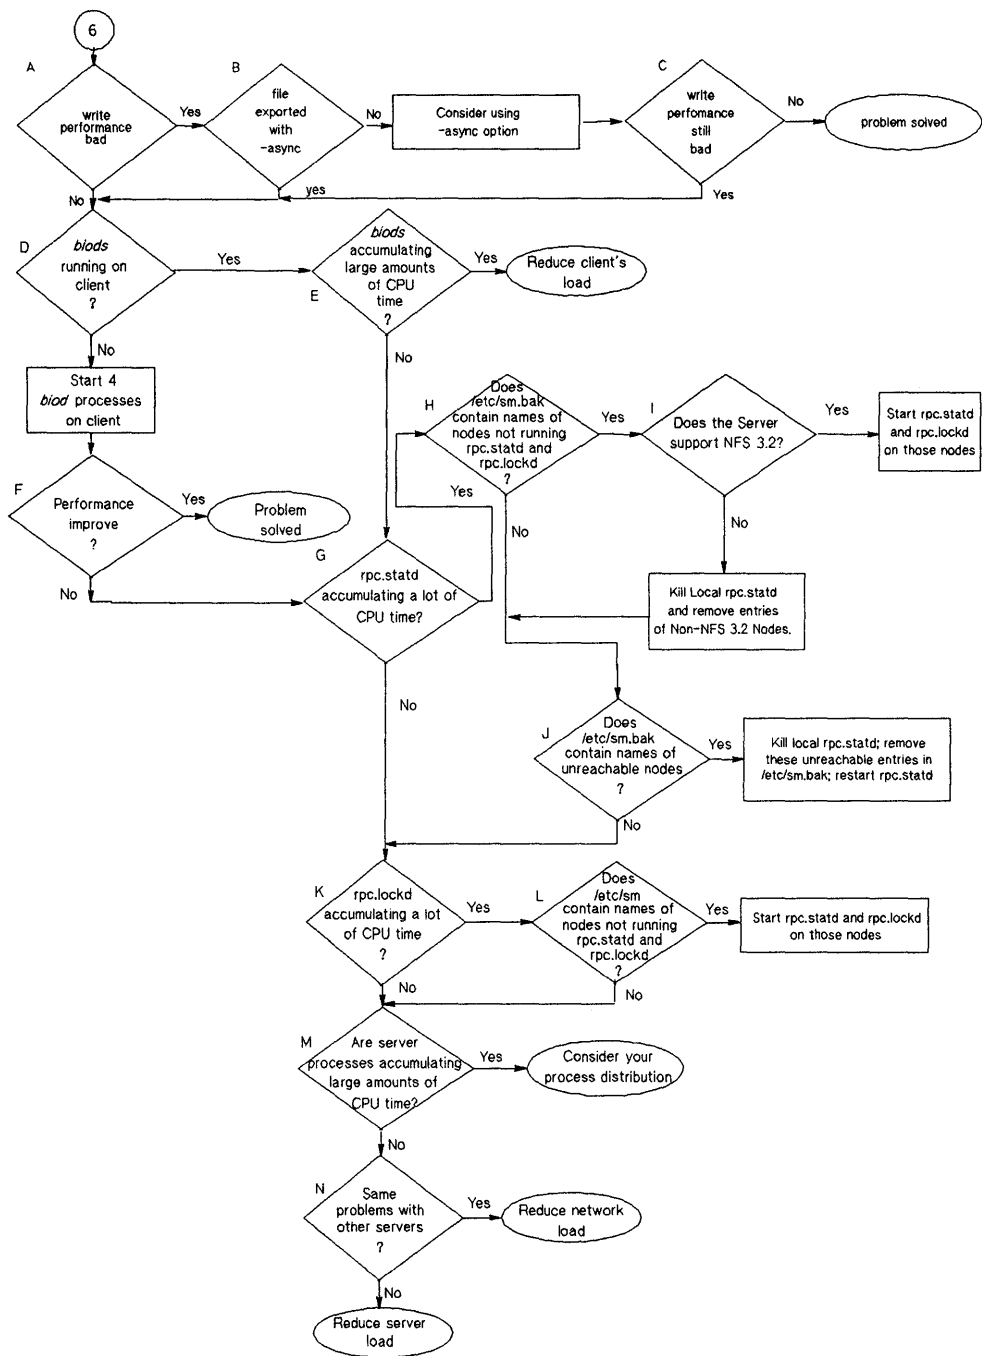 6
A
write
performance
bad
Yes
B
file
exported
with
-async
No
Consider using
-async option
C
write
perfomance
still
bad
No
problem solved
No
yes
Yes
D
biods
running on
client
?
Yes
E
biods
accumulating
large amounts
of CPU
time
?
Yes
Reduce client's
load
No
Start 4
biod processes
on client
No
F
Performance
improve
?
Yes
Problem
solved
No
G
rpc.statd
accumulating a lot of
CPU time?
Yes
H
Does
/etc/sm.bak
contain names of
nodes not running
rpc.statd and
rpc.lockd
?
Yes
I
Does the Server
support NFS 3.2?
Yes
Start rpc.statd
and rpc.lockd
on those nodes
No
No
Kill Local rpc.statd
and remove entries
of Non-NFS 3.2 Nodes.
No
J
Does
/etc/sm.bak
contain names of
unreachable nodes
?
Yes
Kill local rpc.statd; remove
these unreachable entries in
/etc/sm.bak; restart rpc.statd
No
K
rpc.lockd
accumulating a lot
of CPU time
?
Yes
L
Does
/etc/sm
contain names of
nodes not running
rpc.statd and
rpc.lockd
?
Yes
Start rpc.statd and rpc.lockd
on those nodes
No
No
M
Are server
processes accumulating
large amounts of
CPU time?
Yes
Consider your
process distribution
No
N
Same
problems with
other servers
?
Yes
Reduce network
load
No
Reduce server
load